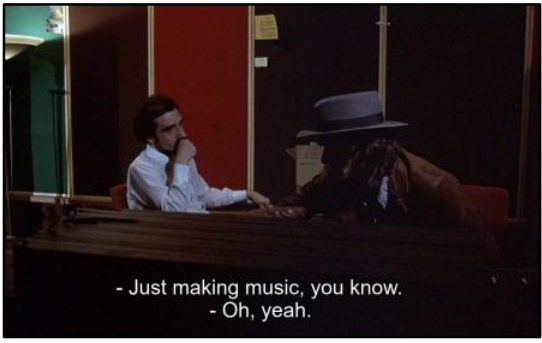 - Just making music, you know.
- Oh, yeah.